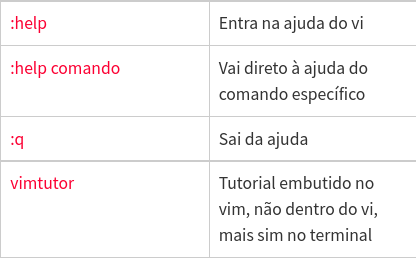 :help Entra na ajuda do vi
:help comando Vai direto à ajuda do
comando específico
:q Sai da ajuda
vimtutor Tutorial embutido no
vim, não dentro do vi,
mais sim no terminal